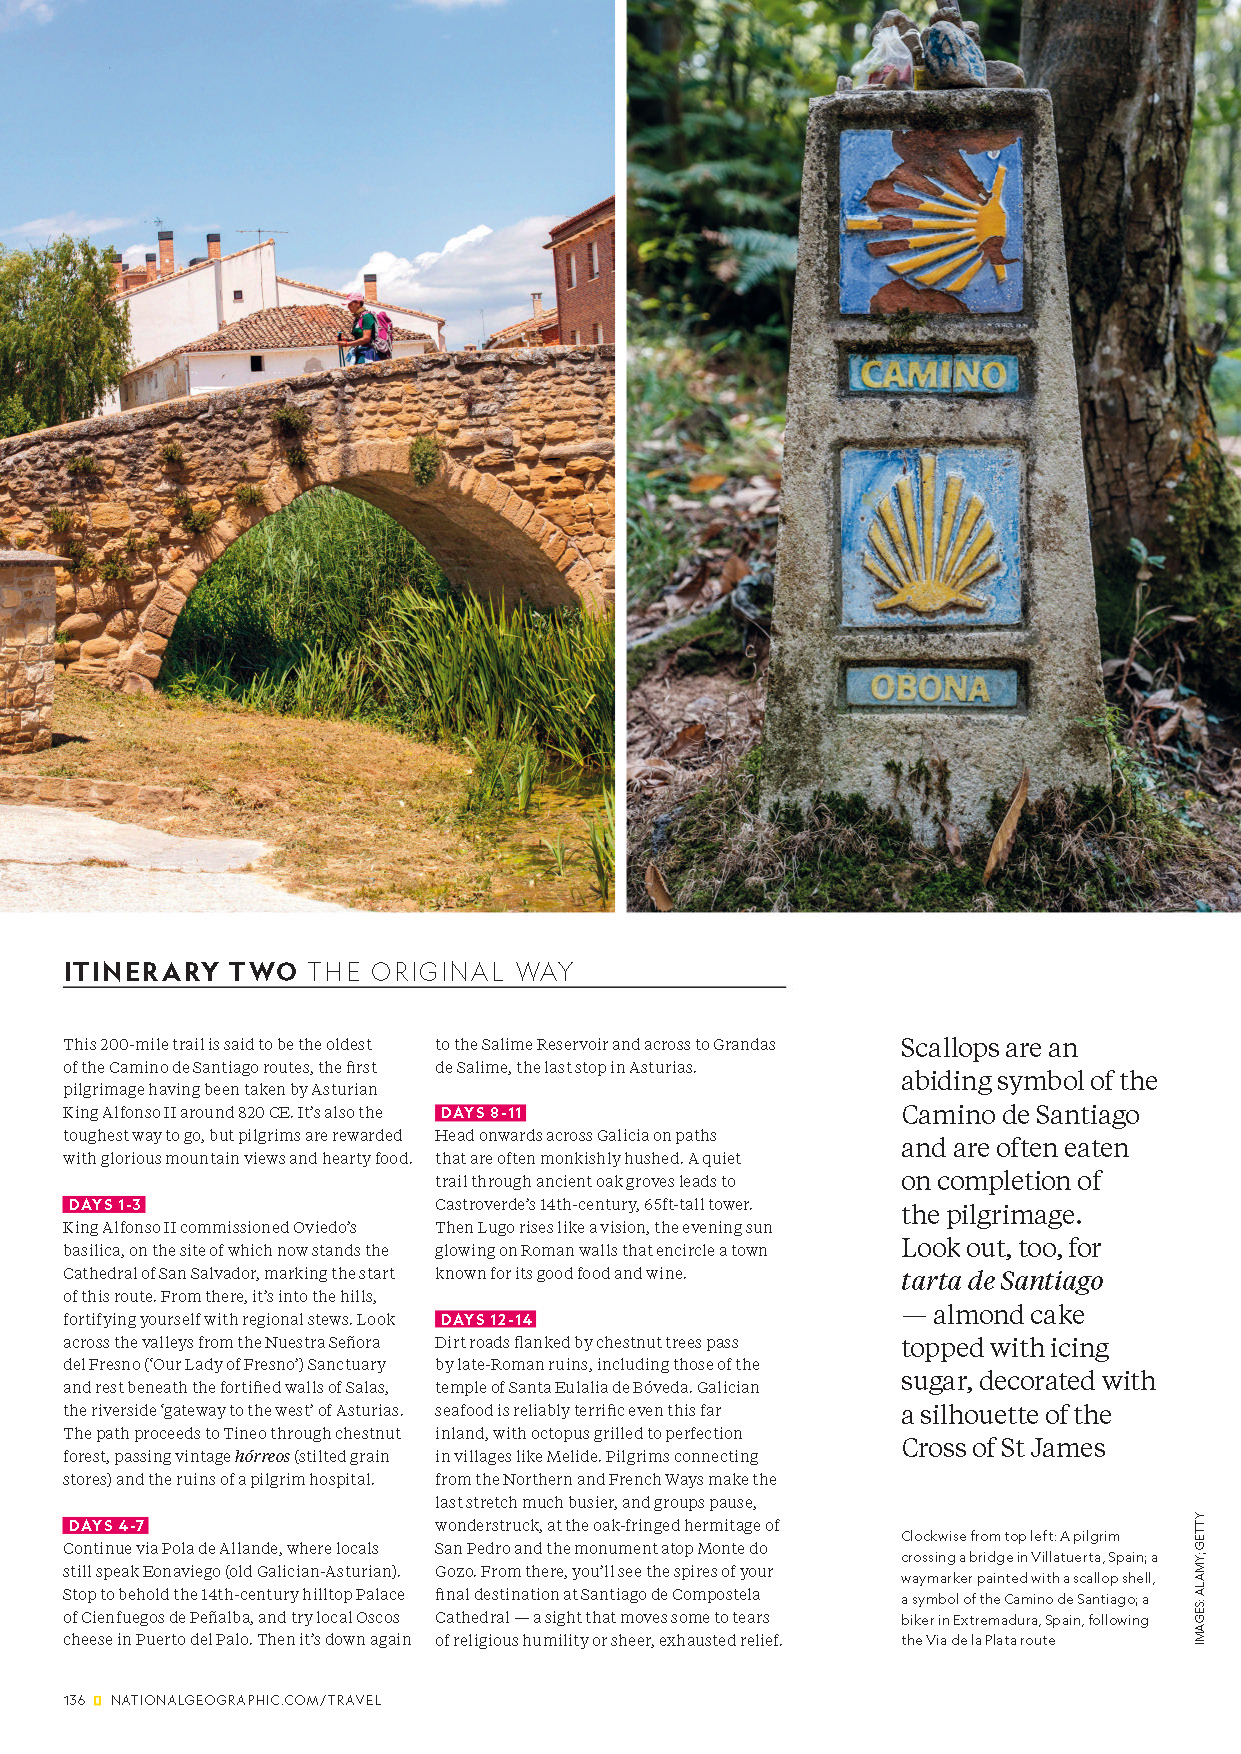 CAMINO
OBONA
ITINERARY TWO THE ORIGINAL WAY
This 200-mile trail is said to be the oldest
of the Camino de Santiago routes, the first
pilgrimage having been taken by Asturian
King Alfonso II around 820 CE. It's also the
toughest way to go, but pilgrims are rewarded
with glorious mountain views and hearty food.
DAYS 1-3
King Alfonso II commissioned Oviedo's
basilica, on the site of which now stands the
Cathedral of San Salvador, marking the start
of this route. From there, it's into the hills,
fortifying yourself with regional stews. Look
across the valleys from the Nuestra Señora
del Fresno ('Our Lady of Fresno') Sanctuary
and rest beneath the fortified walls of Salas,
the riverside 'gateway to the west' of Asturias.
The path proceeds to Tineo through chestnut
forest, passing vintage hórreos (stilted grain
stores) and the ruins of a pilgrim hospital.
DAYS 4-7
Continue via Pola de Allande, where locals
still speak Eonaviego (old Galician-Asturian).
Stop to behold the 14th-century hilltop Palace
of Cienfuegos de Peñalba, and try local Oscos
cheese in Puerto del Palo. Then it's down again
to the Salime Reservoir and across to Grandas
de Salime, the last stop in Asturias.
DAYS 8-11
Head onwards across Galicia on paths
that are often monkishly hushed. A quiet
trail through ancient oak groves leads to
Castroverde's 14th-century, 65ft-tall tower.
Then Lugo rises like a vision, the evening sun
glowing on Roman walls that encircle a town
known for its good food and wine.
DAYS 12-14
Dirt roads flanked by chestnut trees pass
by late-Roman ruins, including those of the
temple of Santa Eulalia de Bóveda. Galician
seafood is reliably terrific even this far
inland, with octopus grilled to perfection
in villages like Melide. Pilgrims connecting
from the Northern and French Ways make the
last stretch much busier, and groups pause,
wonderstruck, at the oak-fringed hermitage of
San Pedro and the monument atop Monte do
Gozo. From there, you'll see the spires of your
final destination at Santiago de Compostela
Cathedral — a sight that moves some to tears
of religious humility or sheer, exhausted relief.
Scallops are an
abiding symbol of the
Camino de Santiago
and are often eaten
on completion of
the pilgrimage.
Look out, too, for
tarta de Santiago
— almond cake
topped with icing
sugar, decorated with
a silhouette of the
Cross of St James
Clockwise from top left: A pilgrim
crossing a bridge in Villatuerta, Spain; a
waymarker painted with a scallop shell,
a symbol of the Camino de Santiago; a
biker in Extremadura, Spain, following
the Via de la Plata route
IMAGES: ALAMY; GETTY
136 NATIONALGEOGRAPHIC.COM/TRAVEL